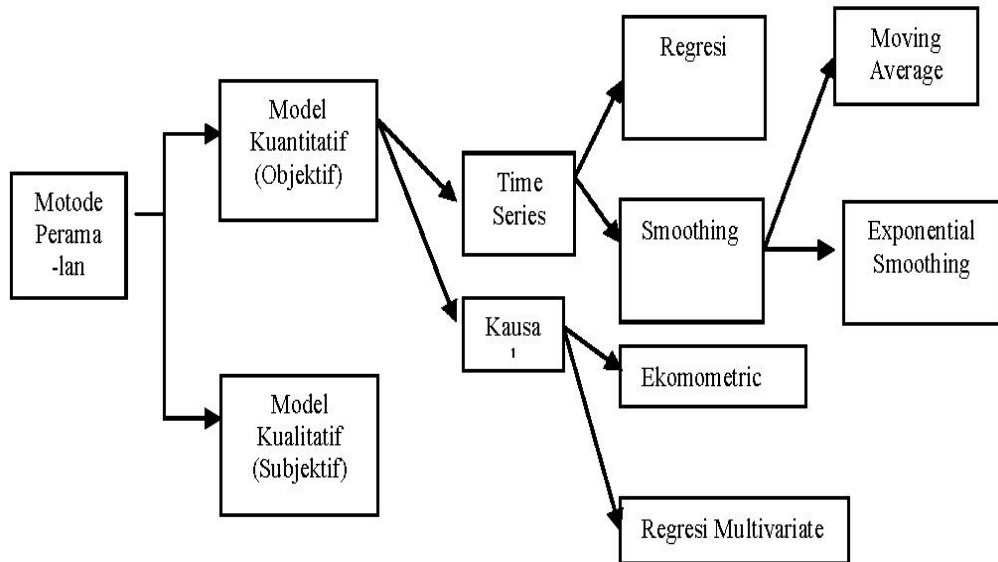 Motode
Perama
-lan
Model
Kuantitatif
(Objektif)
Model
Kualitatif
(Subjektif)
Time
Series
Kausa
l
Regresi
Smoothing
Moving
Average
Exponential
Smoothing
Ekomometric
Regresi Multivariate